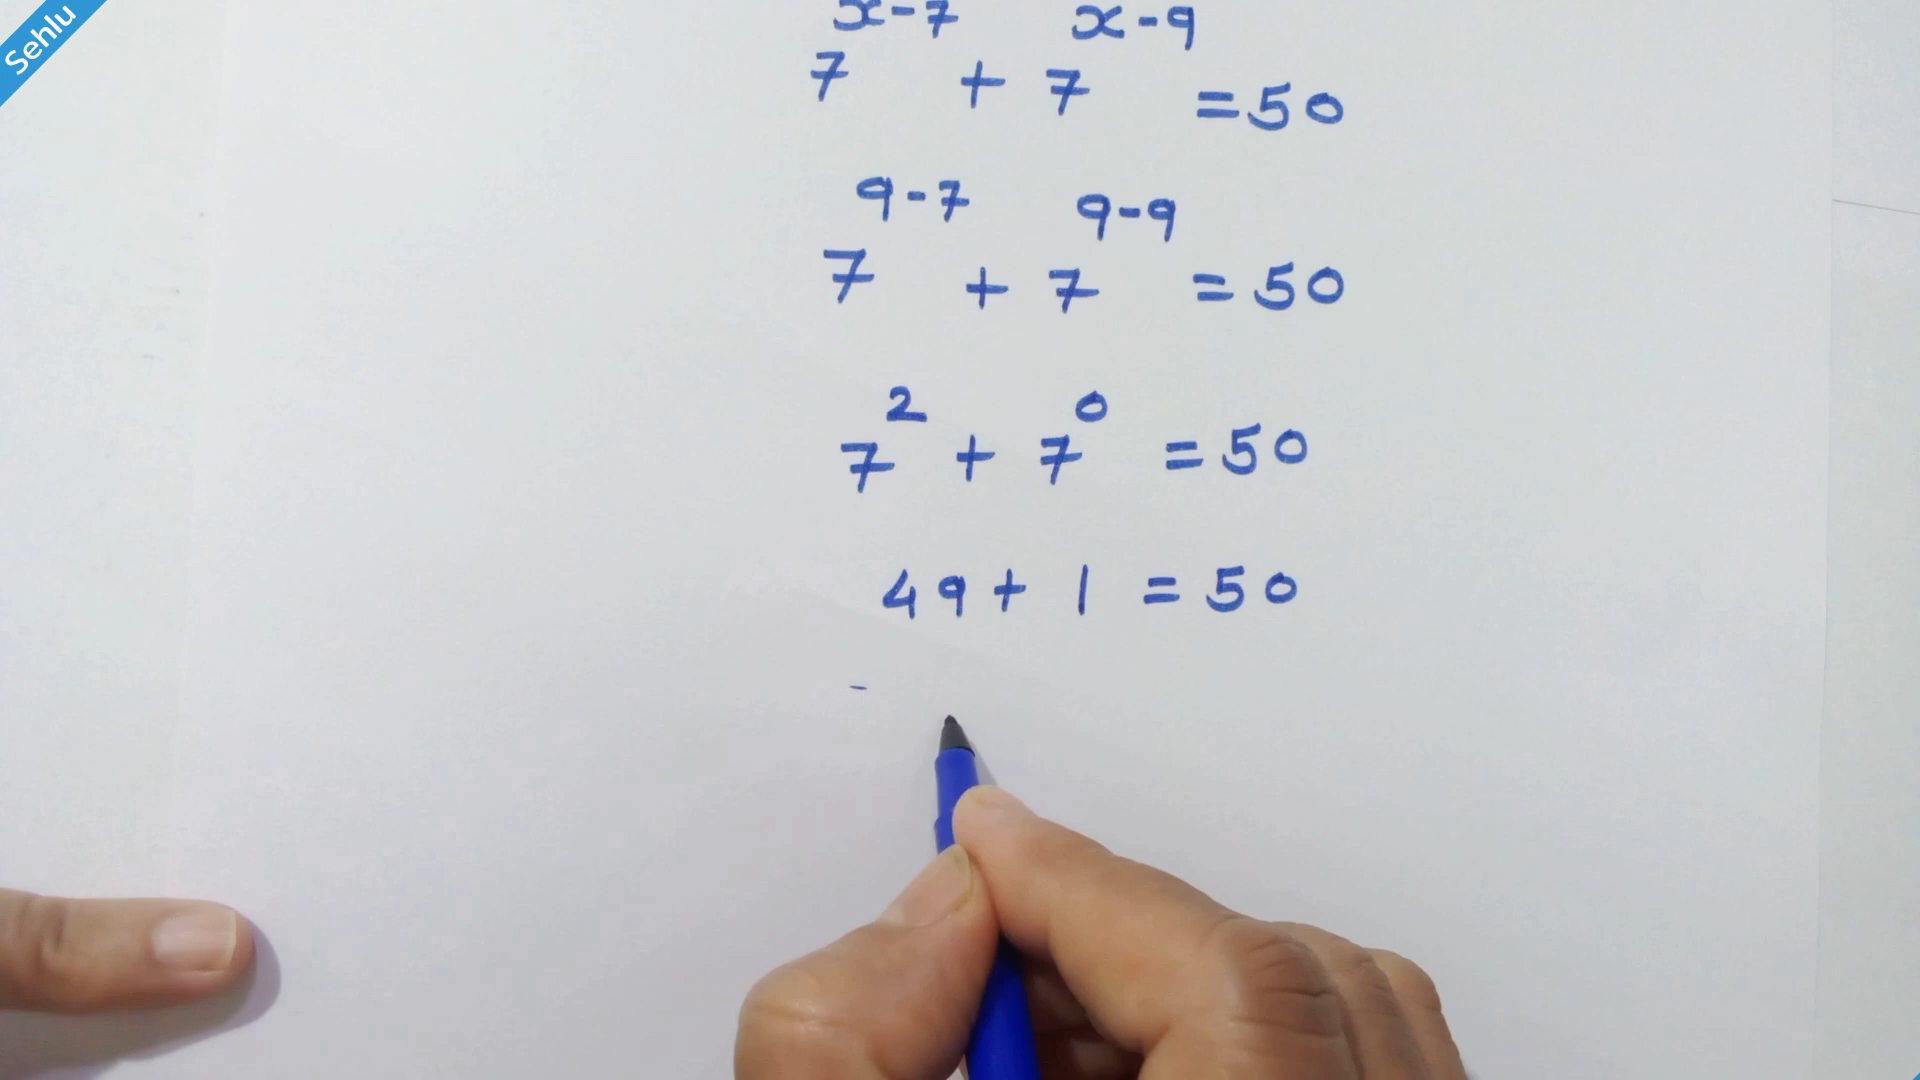 Sehlu
7^{x-7} + 7^{x-9} = 50
7^{9-7} + 7^{9-9} = 50
7^{2} + 7^{0} = 50
49 + 1 = 50
-